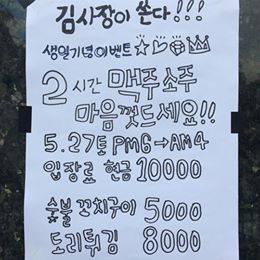 김사장이 쏜다!!!
생일기념이벤트
2시간 맥주소주
마음껏드세요!!
5.27토 PM6→AM4
입장료 현금 10000
숯불꼬치구이 5000
도리튀김 8000